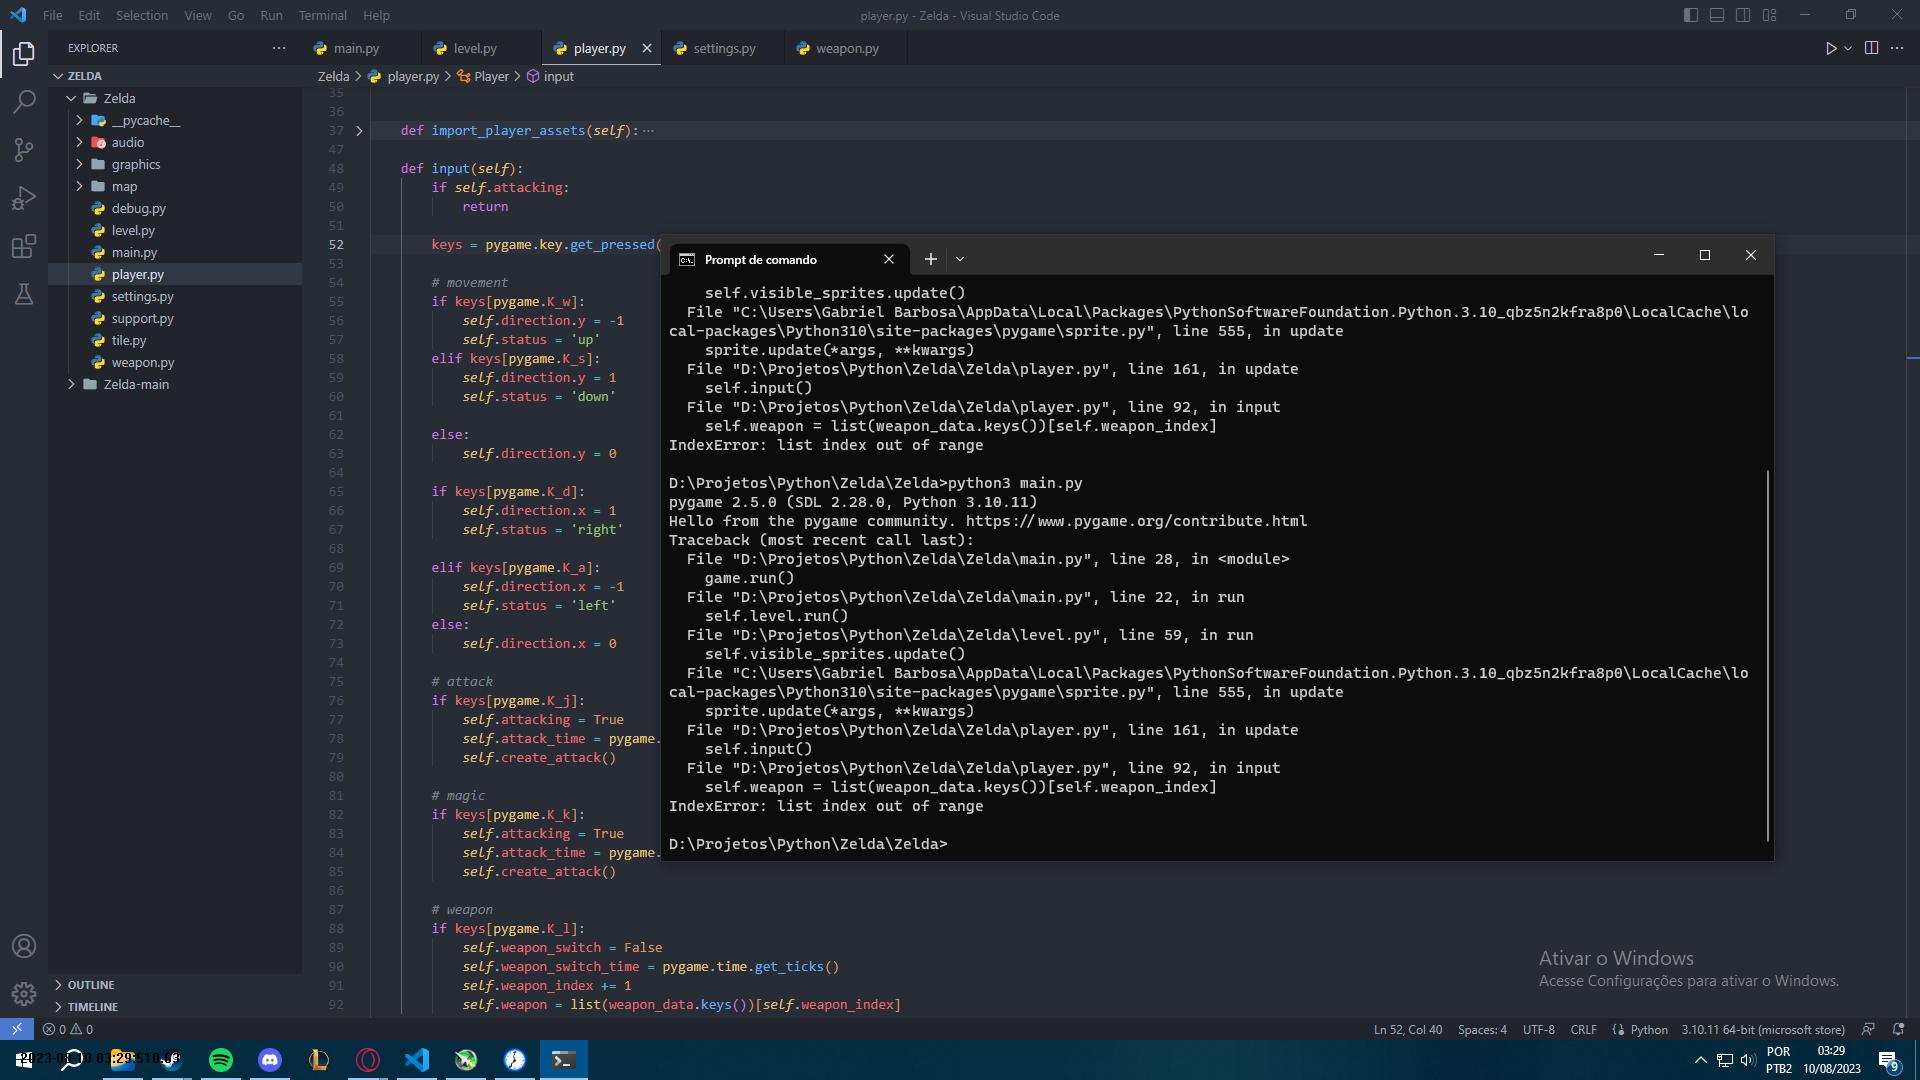 File Edit Selection View Go Run Terminal Help
player.py - Zelda - Visual Studio Code
EXPLORER
main.py
level.py
player.py
settings.py
weapon.py
ZELDA
Zelda > player.py > Player > input
Zelda
__pycache__
audio
graphics
map
debug.py
level.py
main.py
player.py
settings.py
support.py
tile.py
weapon.py
Zelda-main
OUTLINE
TIMELINE
35
36
37 def import_player_assets(self): ...
47
48 def input(self):
49 if self.attacking:
50 return
51
52 keys = pygame.key.get_pressed(
53
54 # movement
55 if keys[pygame.K_w]:
56 self.direction.y = -1
57 self.status = 'up'
58 elif keys[pygame.K_s]:
59 self.direction.y = 1
60 self.status = 'down'
61
62 else:
63 self.direction.y = 0
64
65 if keys[pygame.K_d]:
66 self.direction.x = 1
67 self.status = 'right'
68
69 elif keys[pygame.K_a]:
70 self.direction.x = -1
71 self.status = 'left'
72 else:
73 self.direction.x = 0
74
75 # attack
76 if keys[pygame.K_j]:
77 self.attacking = True
78 self.attack_time = pygame.
79 self.create_attack()
80
81 # magic
82 if keys[pygame.K_k]:
83 self.attacking = True
84 self.attack_time = pygame.
85 self.create_attack()
86
87 # weapon
88 if keys[pygame.K_l]:
89 self.weapon_switch = False
90 self.weapon_switch_time = pygame.time.get_ticks()
91 self.weapon_index += 1
92 self.weapon = list(weapon_data.keys())[self.weapon_index]
Prompt de comando
self.visible_sprites.update()
File "C:\Users\Gabriel Barbosa\AppData\Local\Packages\PythonSoftwareFoundation.Python.3.10_qbz5n2kfra8p0\LocalCache\lo
cal-packages\Python310\site-packages\pygame\sprite.py", line 555, in update
sprite.update(*args, **kwargs)
File "D:\Projetos\Python\Zelda\Zelda\player.py", line 161, in update
self.input()
File "D:\Projetos\Python\Zelda\Zelda\player.py", line 92, in input
self.weapon = list(weapon_data.keys())[self.weapon_index]
IndexError: list index out of range
D:\Projetos\Python\Zelda\Zelda>python3 main.py
pygame 2.5.0 (SDL 2.28.0, Python 3.10.11)
Hello from the pygame community. https://www.pygame.org/contribute.html
Traceback (most recent call last):
File "D:\Projetos\Python\Zelda\Zelda\main.py", line 28, in <module>
game.run()
File "D:\Projetos\Python\Zelda\Zelda\main.py", line 22, in run
self.level.run()
File "D:\Projetos\Python\Zelda\Zelda\level.py", line 59, in run
self.visible_sprites.update()
File "C:\Users\Gabriel Barbosa\AppData\Local\Packages\PythonSoftwareFoundation.Python.3.10_qbz5n2kfra8p0\LocalCache\lo
cal-packages\Python310\site-packages\pygame\sprite.py", line 555, in update
sprite.update(*args, **kwargs)
File "D:\Projetos\Python\Zelda\Zelda\player.py", line 161, in update
self.input()
File "D:\Projetos\Python\Zelda\Zelda\player.py", line 92, in input
self.weapon = list(weapon_data.keys())[self.weapon_index]
IndexError: list index out of range
D:\Projetos\Python\Zelda\Zelda>
Ativar o Windows
Acesse Configurações para ativar o Windows.
0 0
Ln 52, Col 40 Spaces: 4 UTF-8 CRLF Python 3.10.11 64-bit (microsoft store)
POR
PTB2
03:29
10/08/2023
9